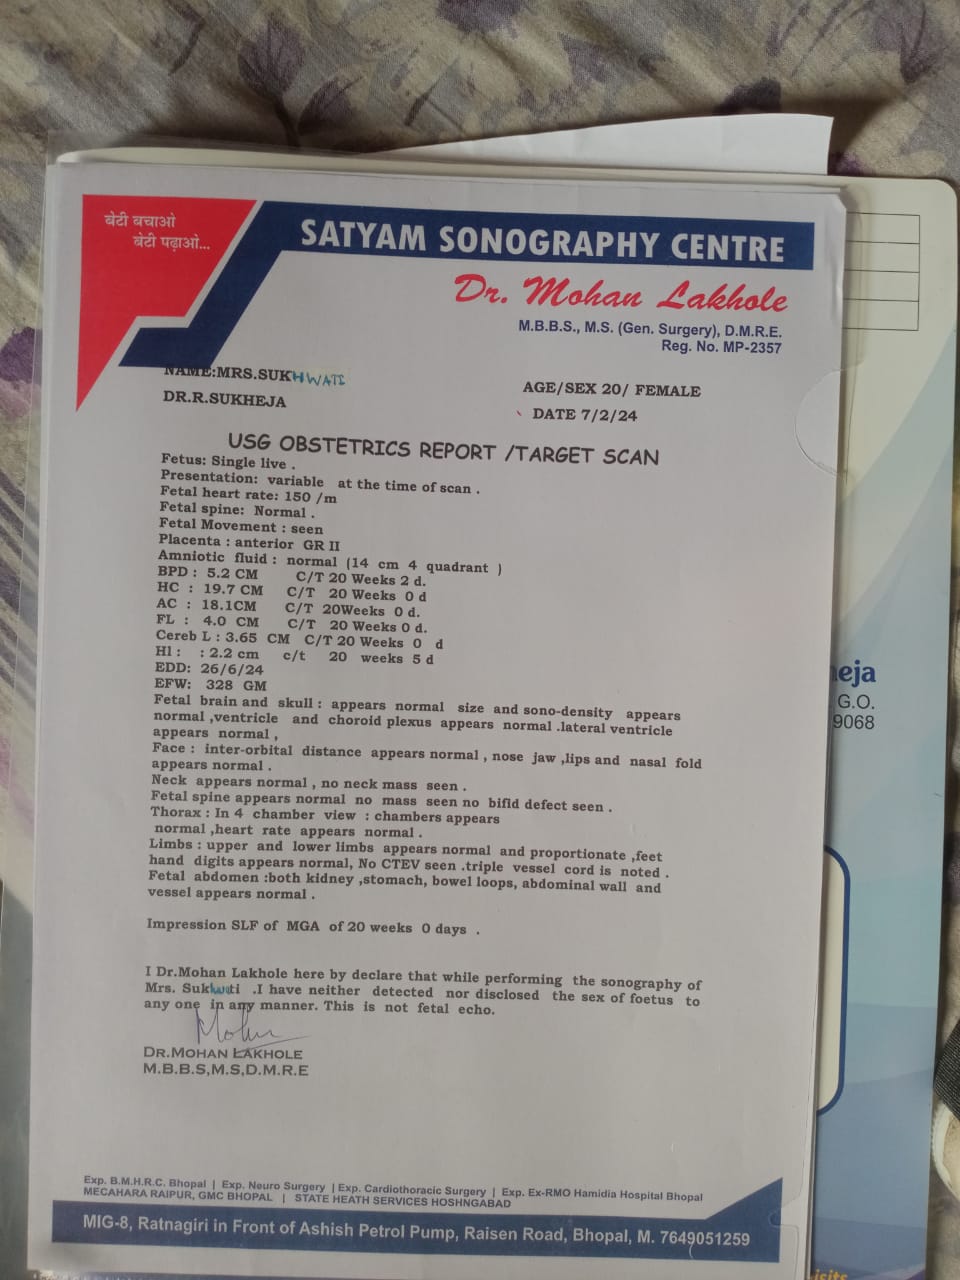 बेटी बचाओ
बेटी पढ़ाओ...
SATYAM SONOGRAPHY CENTRE
Dr. Mohan Lakhole
M.B.B.S., M.S. (Gen. Surgery), D.M.R.E.
Reg. No. MP-2357
NAME:MRS.SUKHWATI
AGE/SEX 20/ FEMALE
DR.R.SUKHEJA
DATE 7/2/24
USG OBSTETRICS REPORT /TARGET SCAN
Fetus: Single live .
Presentation: variable at the time of scan .
Fetal heart rate: 150 /m
Fetal spine: Normal .
Fetal Movement : seen
Placenta : anterior GR II
Amniotic fluid : normal (14 cm 4 quadrant )
BPD : 5.2 CM C/T 20 Weeks 2 d.
HC : 19.7 CM C/T 20 Weeks 0 d
AC : 18.1CM C/T 20Weeks 0 d.
FL : 4.0 CM C/T 20 Weeks 0 d.
Cereb L : 3.65 CM C/T 20 Weeks 0 d
Hl : : 2.2 cm c/t 20 weeks 5 d
EDD: 26/6/24
EFW: 328 GM
Fetal brain and skull : appears normal size and sono-density appears
normal ,ventricle and choroid plexus appears normal .lateral ventricle
appears normal ,
Face : inter-orbital distance appears normal , nose jaw ,lips and nasal fold
appears normal .
Neck appears normal , no neck mass seen .
Fetal spine appears normal no mass seen no bifid defect seen .
Thorax : In 4 chamber view : chambers appears
normal ,heart rate appears normal .
Limbs : upper and lower limbs appears normal and proportionate ,feet
hand digits appears normal, No CTEV seen .triple vessel cord is noted .
Fetal abdomen :both kidney ,stomach, bowel loops, abdominal wall and
vessel appears normal .
Impression SLF of MGA of 20 weeks 0 days .
I Dr.Mohan Lakhole here by declare that while performing the sonography of
Mrs. Sukhwati .I have neither detected nor disclosed the sex of foetus to
any one in any manner. This is not fetal echo.
Mohan
DR.MOHAN LAKHOLE
M.B.B.S,M.S,D.M.R.E
Exp. B.M.H.R.C. Bhopal | Exp. Neuro Surgery | Exp. Cardiothoracic Surgery | Exp. Ex-RMO Hamidia Hospital Bhopal
MECAHARA RAIPUR, GMC BHOPAL | STATE HEATH SERVICES HOSHNGABAD
MIG-8, Ratnagiri in Front of Ashish Petrol Pump, Raisen Road, Bhopal, M. 7649051259
heja
G.O.
9068